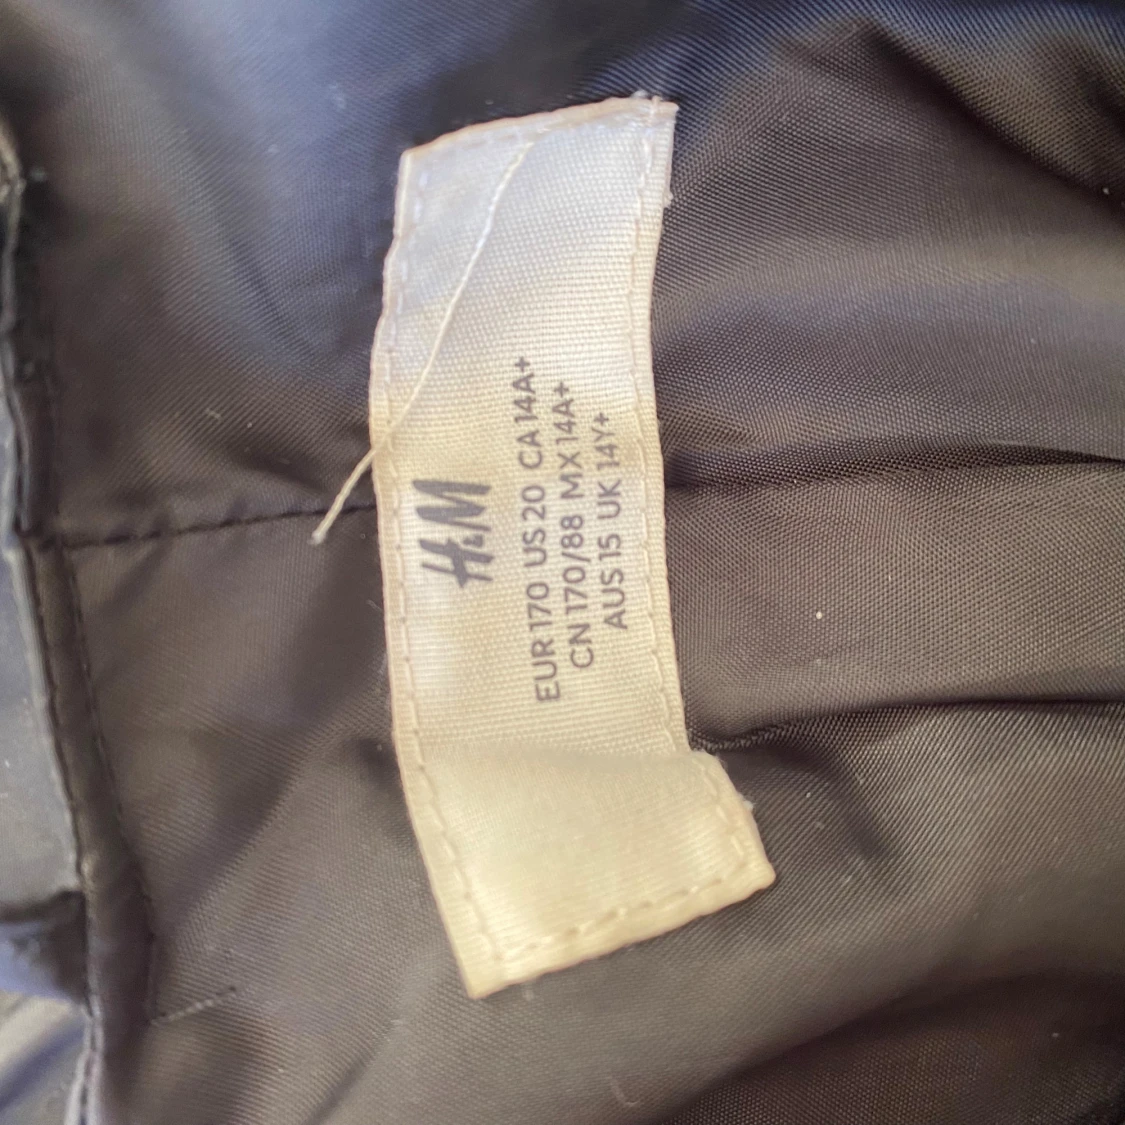 H&M
EUR 170 US 20 CA 14A+
CN 170/88 MX 14A+
AUS 15 UK 14Y+